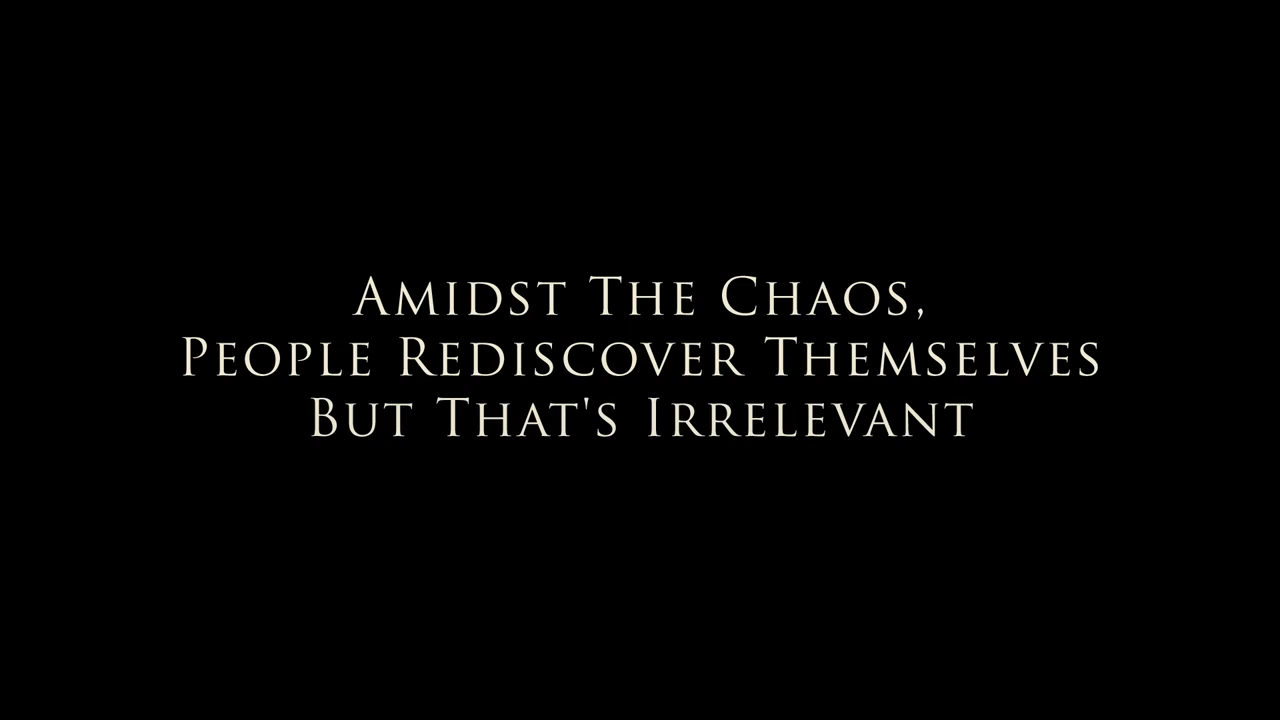 Amidst The Chaos,
People Rediscover Themselves
But That's Irrelevant